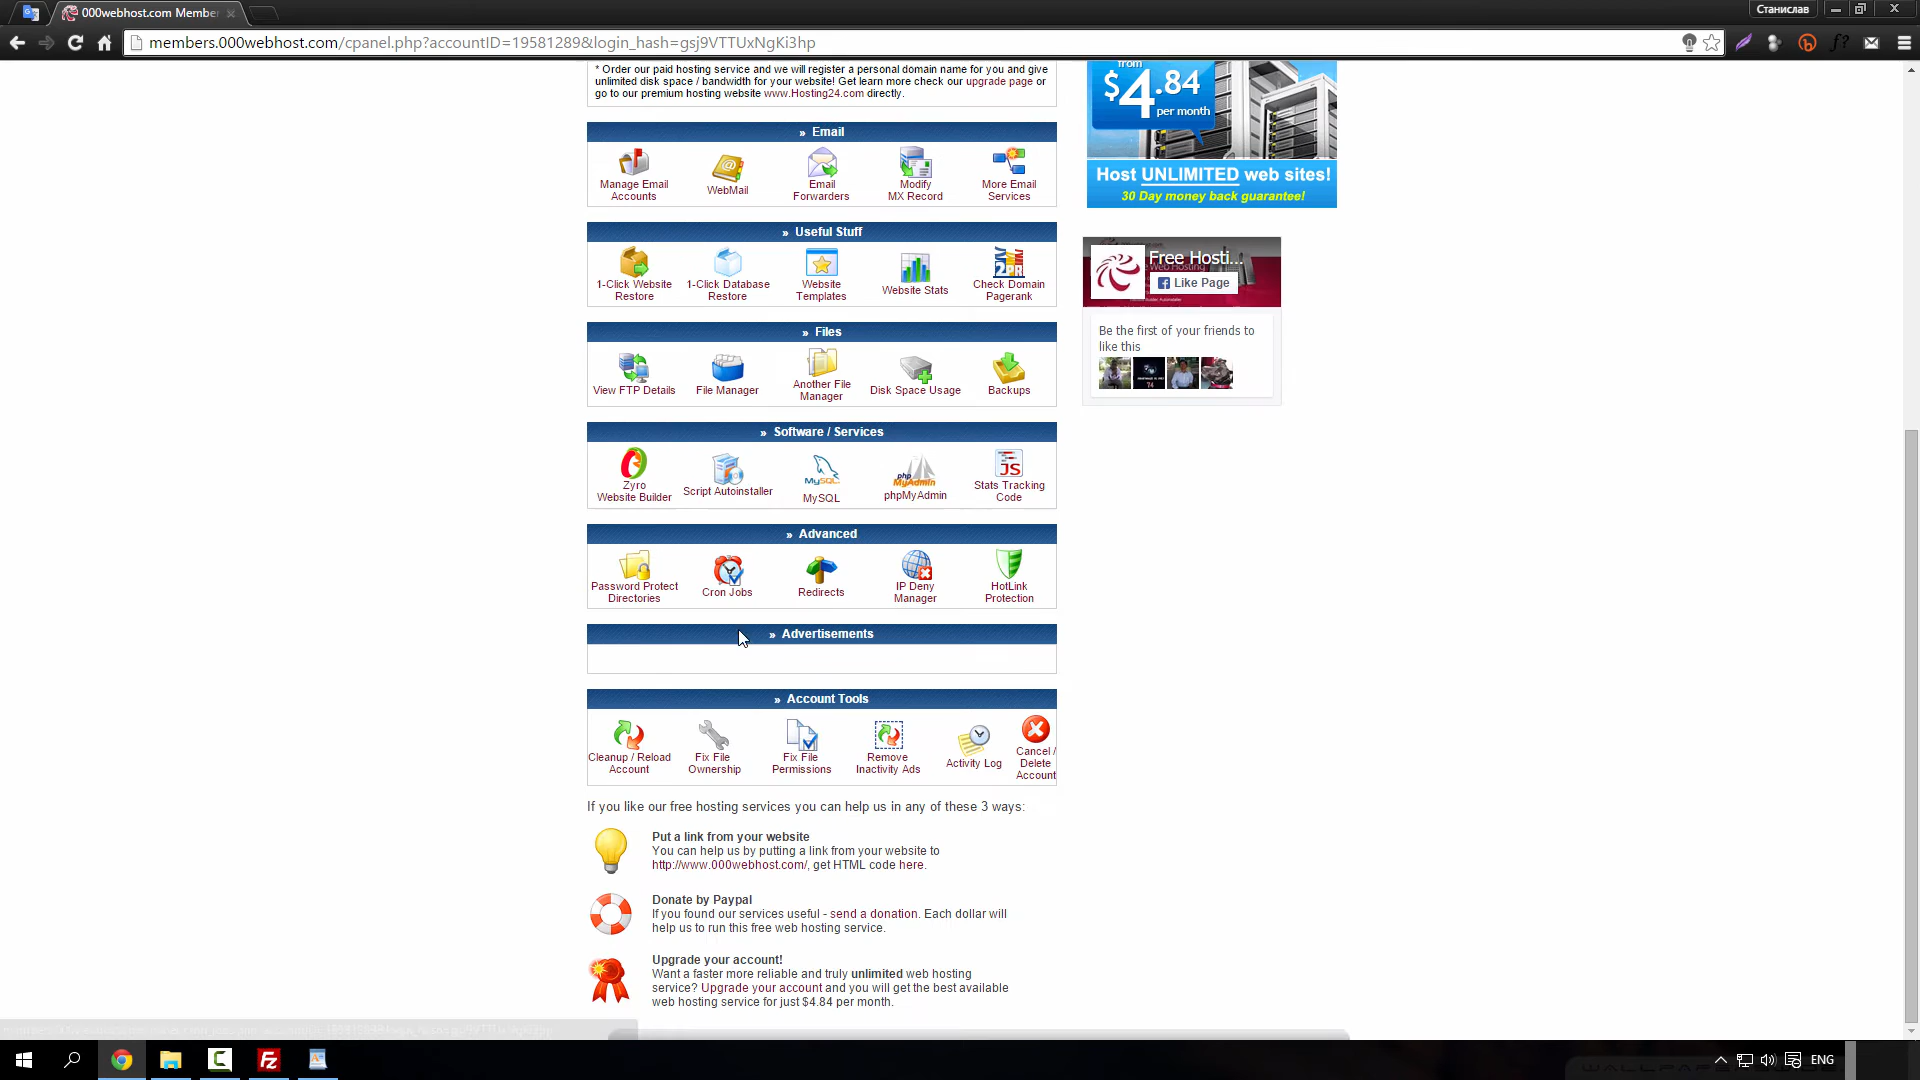 000webhost.com Member
Станислав
members.000webhost.com/cpanel.php?accountID=19581289&login_hash=gsj9VTTUxNgKi3hp
* Order our paid hosting service and we will register a personal domain name for you and give
unlimited disk space / bandwidth for your website! Get learn more check our upgrade page or
go to our premium hosting website www.Hosting24.com directly.
» Email
Manage Email
Accounts
WebMail
Email
Forwarders
Modify
MX Record
More Email
Services
» Useful Stuff
1-Click Website
Restore
1-Click Database
Restore
Website
Templates
Website Stats
Check Domain
Pagerank
» Files
View FTP Details
File Manager
Another File
Manager
Disk Space Usage
Backups
» Software / Services
Zyro
Website Builder
Script Autoinstaller
MySQL
MySQL
php
MyAdmin
phpMyAdmin
JS
Stats Tracking
Code
» Advanced
Password Protect
Directories
Cron Jobs
Redirects
IP Deny
Manager
HotLink
Protection
» Advertisements
» Account Tools
Cleanup / Reload
Account
Fix File
Ownership
Fix File
Permissions
Remove
Inactivity Ads
Activity Log
Cancel /
Delete
Account
If you like our free hosting services you can help us in any of these 3 ways:
Put a link from your website
You can help us by putting a link from your website to
http://www.000webhost.com/, get HTML code here.
Donate by Paypal
If you found our services useful - send a donation. Each dollar will
help us to run this free web hosting service.
Upgrade your account!
Want a faster more reliable and truly unlimited web hosting
service? Upgrade your account and you will get the best available
web hosting service for just $4.84 per month.
from
$4.84
per month
Host UNLIMITED web sites!
30 Day money back guarantee!
Free Hosti...
Like Page
Be the first of your friends to
like this
ENG